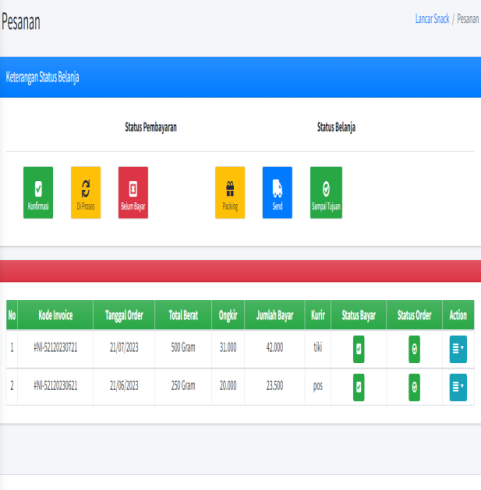 Pesanan
Lancar Snack / Pesanan
Keterangan Status Belanja
Status Pembayaran Status Belanja
Konfirmasi Di Proses Belum Bayar Packing Send Sampai Tujuan
No Kode Invoice Tanggal Order Total Berat Ongkir Jumlah Bayar Kurir Status Bayar Status Order Action
1 #NI-52120230721 21/07/2023 500 Gram 31.000 42.000 tiki
2 #NI-52120230621 21/06/2023 250 Gram 20.000 23.500 pos